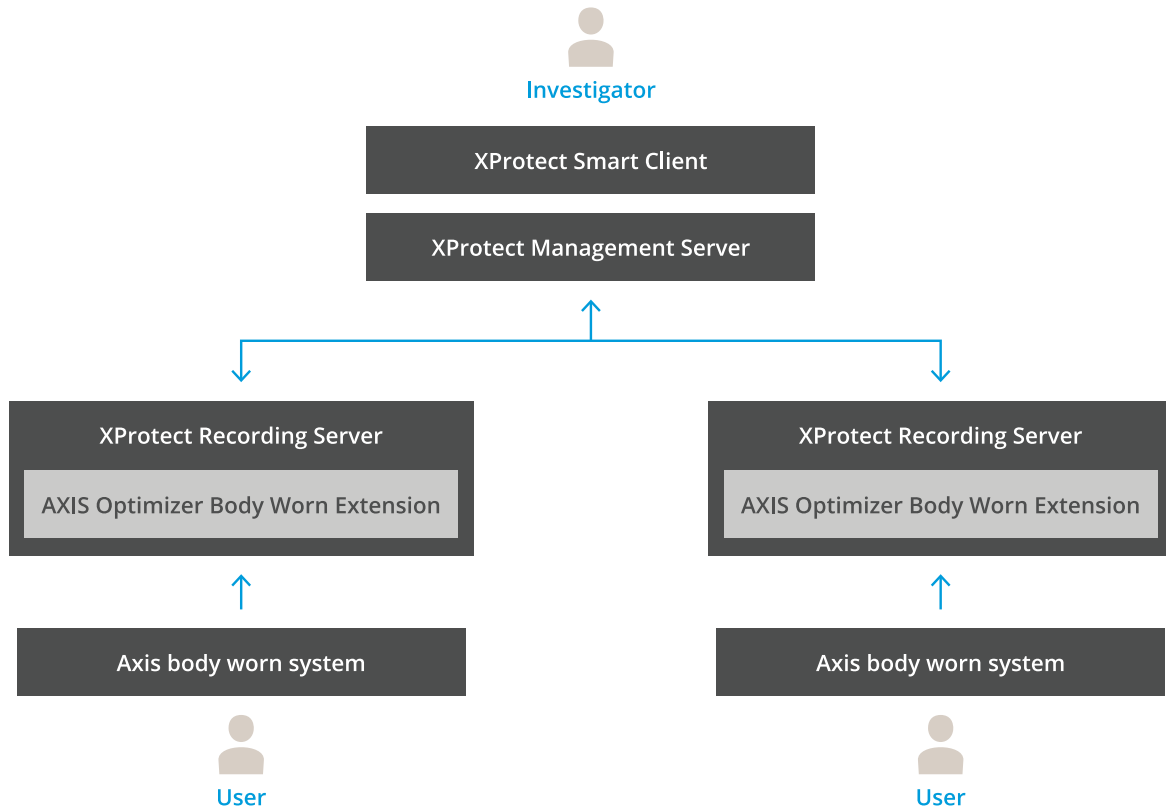 Investigator
XProtect Smart Client
XProtect Management Server
XProtect Recording Server
AXIS Optimizer Body Worn Extension
Axis body worn system
User
XProtect Recording Server
AXIS Optimizer Body Worn Extension
Axis body worn system
User